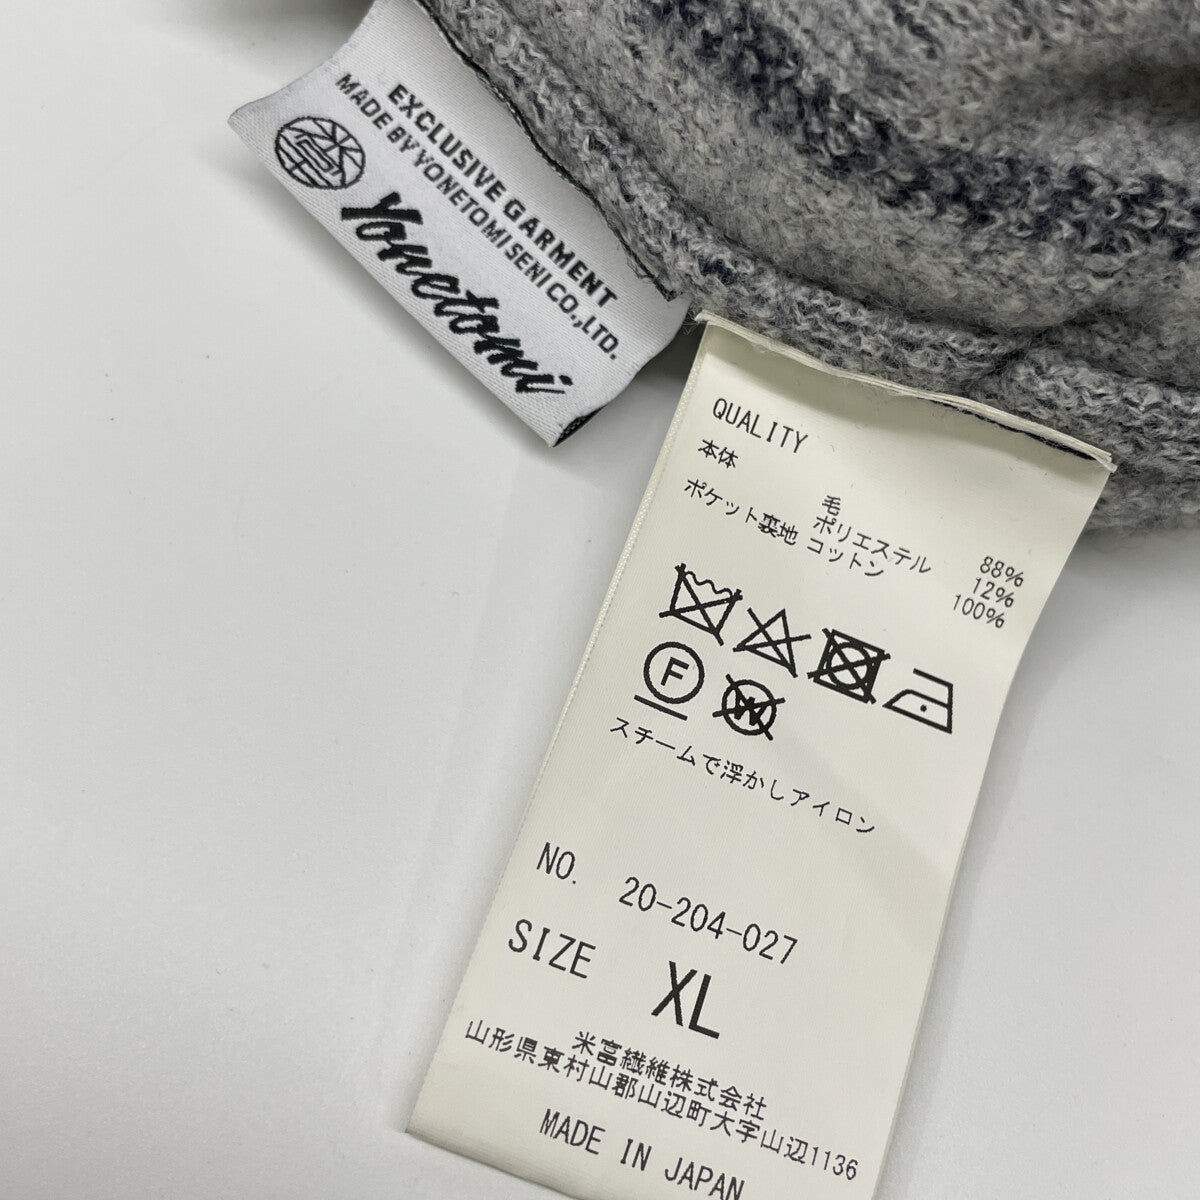 EXCLUSIVE GARMENT
MADE BY YONETOMI SENI CO.,LTD.
Yonetomi
QUALITY
本体 毛 88%
ポリエステル 12%
ポケット裏地 コットン 100%
F
W
スチームで浮かしアイロン
NO. 20-204-027
SIZE XL
米富繊維株式会社
山形県東村山郡山辺町大字山辺1136
MADE IN JAPAN